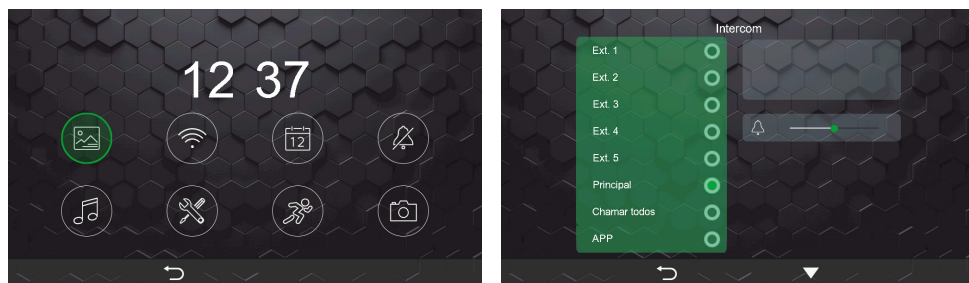 12 37
12
Intercom
Ext. 1
Ext. 2
Ext. 3
Ext. 4
Ext. 5
Principal
Chamar todos
APP